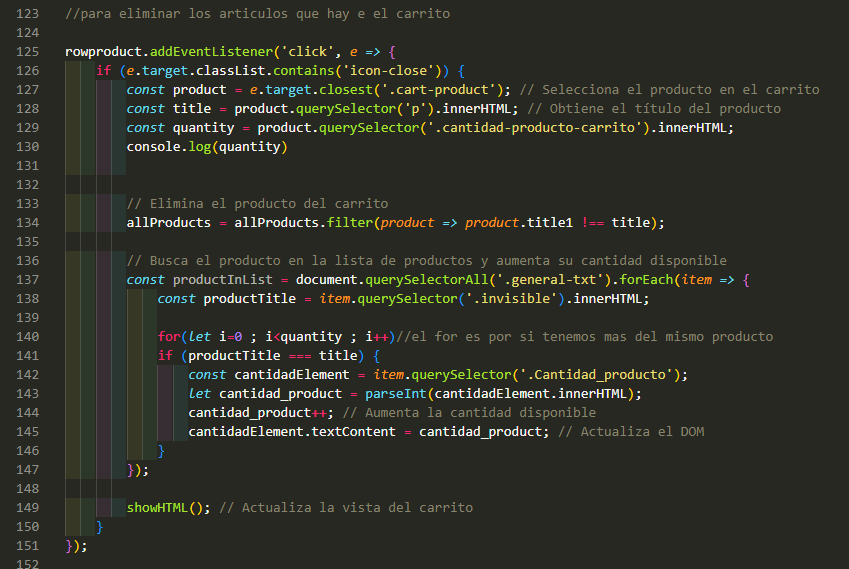 123 //para eliminar los articulos que hay e el carrito
124
125 rowproduct.addEventListener('click', e => {
126     if (e.target.classList.contains('icon-close')) {
127         const product = e.target.closest('.cart-product'); // Selecciona el producto en el carrito
128         const title = product.querySelector('p').innerHTML; // Obtiene el título del producto
129         const quantity = product.querySelector('.cantidad-producto-carrito').innerHTML;
130         console.log(quantity)
131
132
133         // Elimina el producto del carrito
134         allProducts = allProducts.filter(product => product.title1 !== title);
135
136         // Busca el producto en la lista de productos y aumenta su cantidad disponible
137         const productInList = document.querySelectorAll('.general-txt').forEach(item => {
138             const productTitle = item.querySelector('.invisible').innerHTML;
139
140             for(let i=0 ; i<quantity ; i++)//el for es por si tenemos mas del mismo producto
141             if (productTitle === title) {
142                 const cantidadElement = item.querySelector('.Cantidad_producto');
143                 let cantidad_product = parseInt(cantidadElement.innerHTML);
144                 cantidad_product++; // Aumenta la cantidad disponible
145                 cantidadElement.textContent = cantidad_product; // Actualiza el DOM
146             }
147         });
148
149         showHTML(); // Actualiza la vista del carrito
150     }
151 });
152